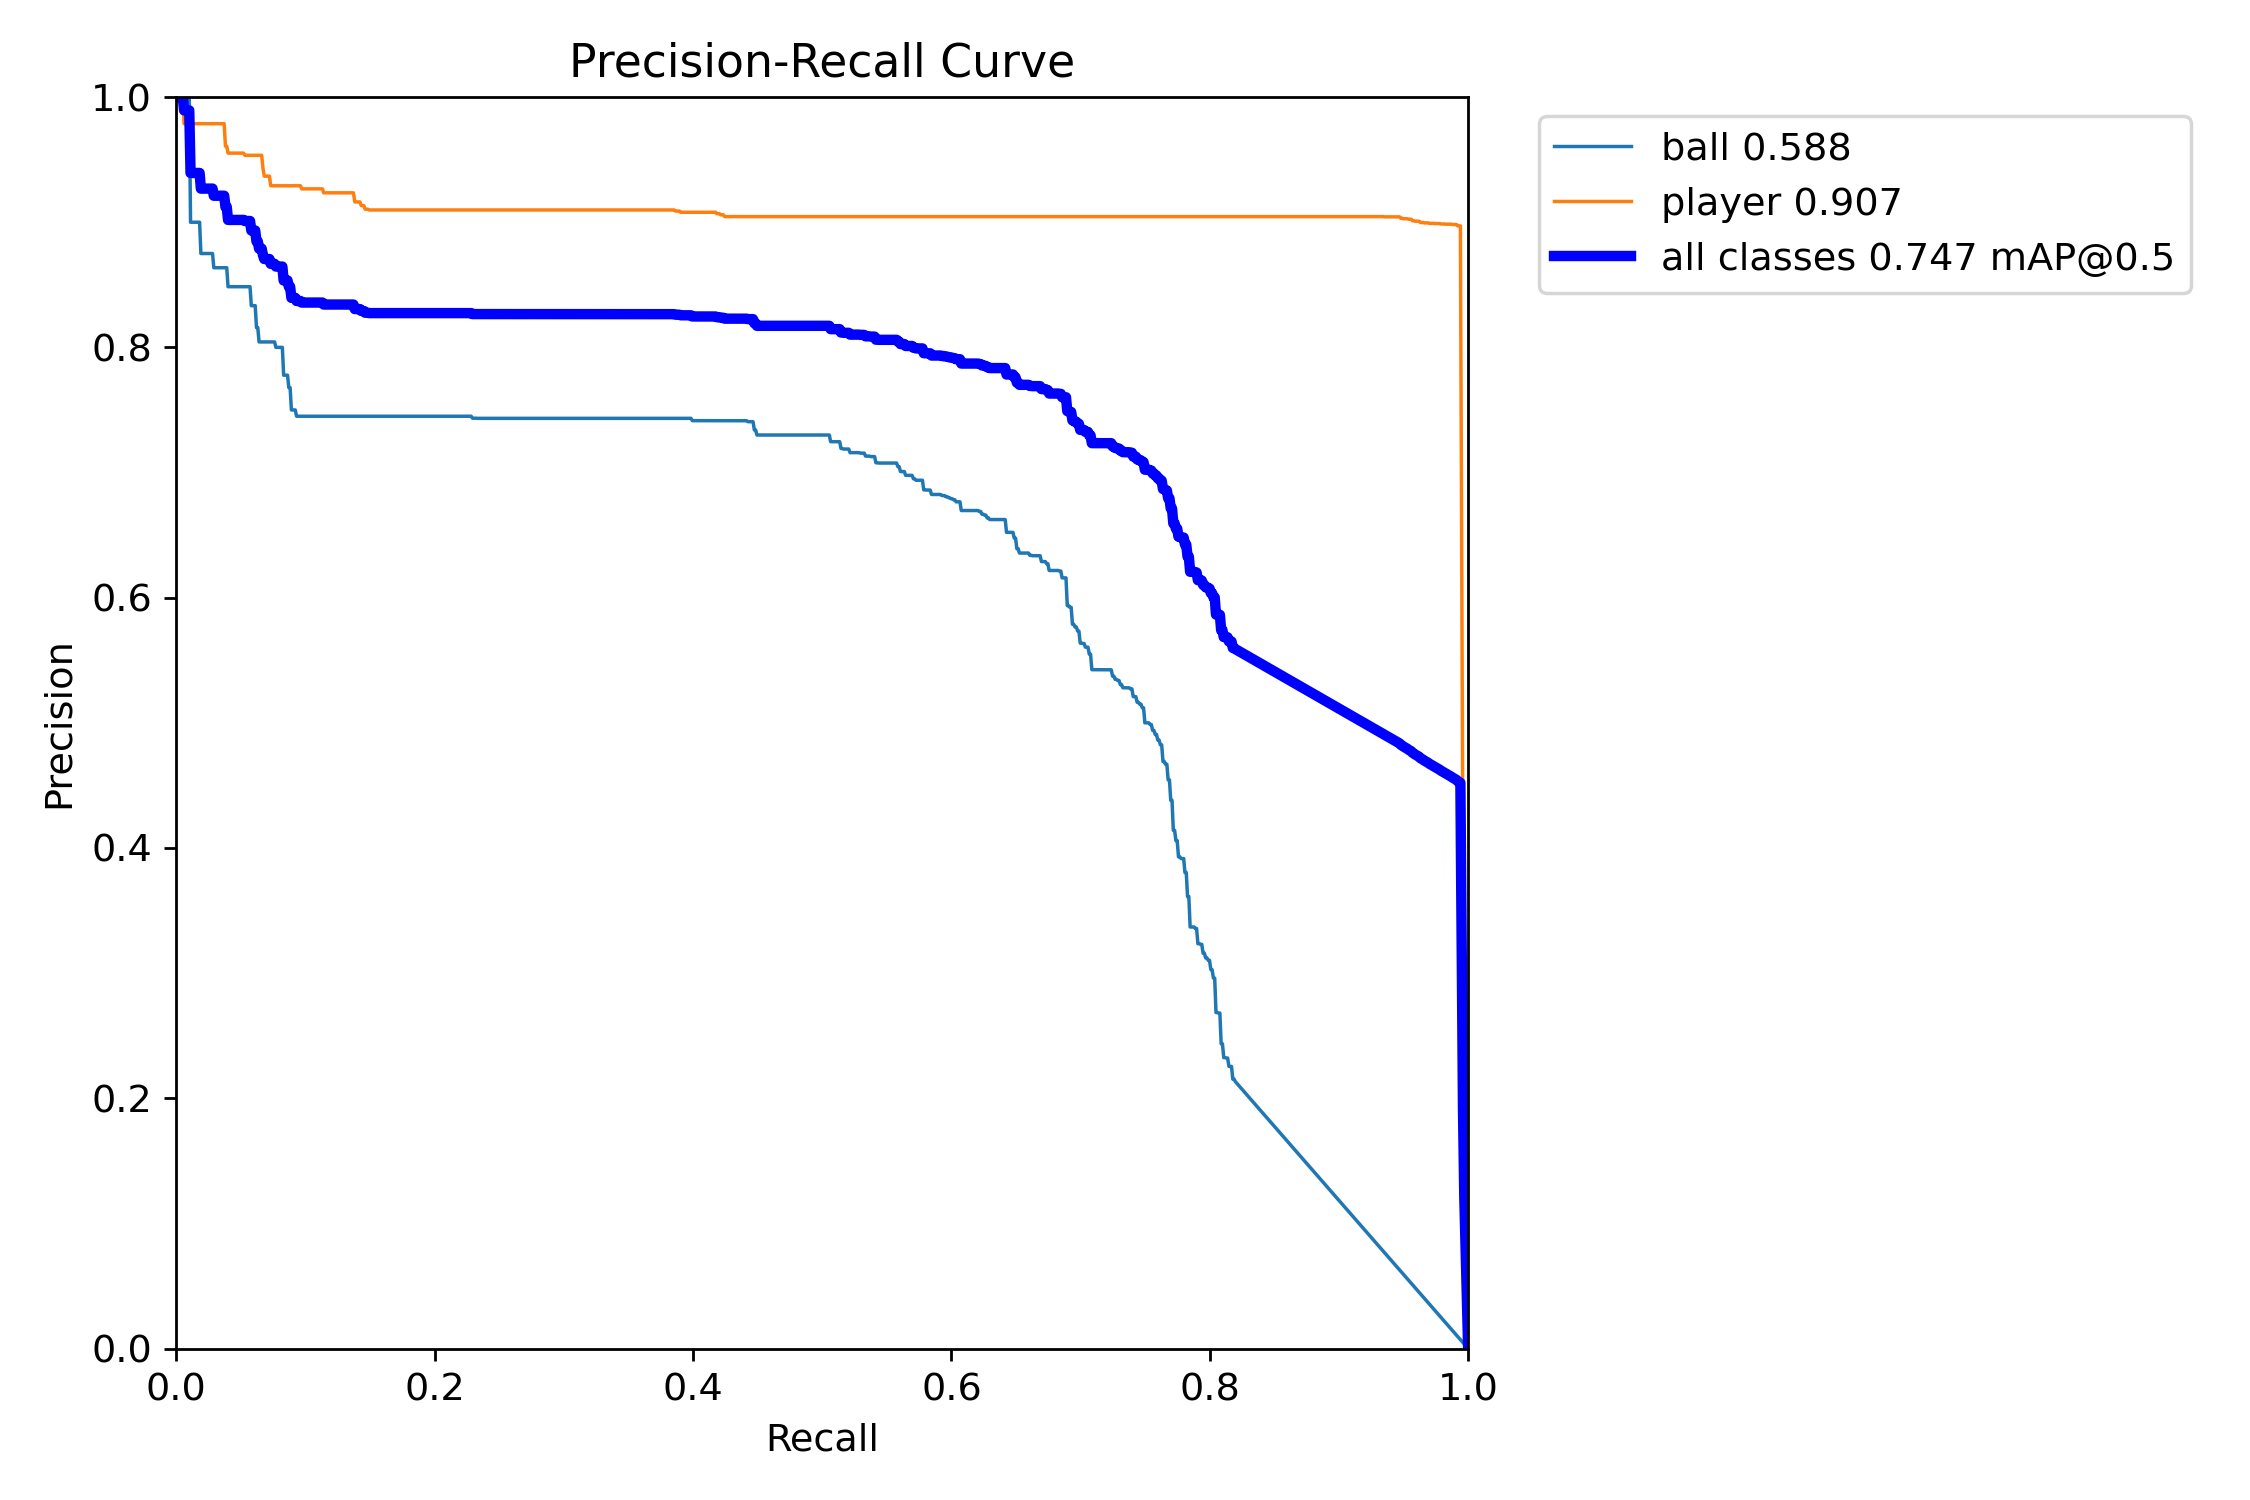 Precision-Recall Curve
1.0
0.8
0.6
0.4
0.2
0.0
Precision
0.0 0.2 0.4 0.6 0.8 1.0
Recall
ball 0.588
player 0.907
all classes 0.747 mAP@0.5